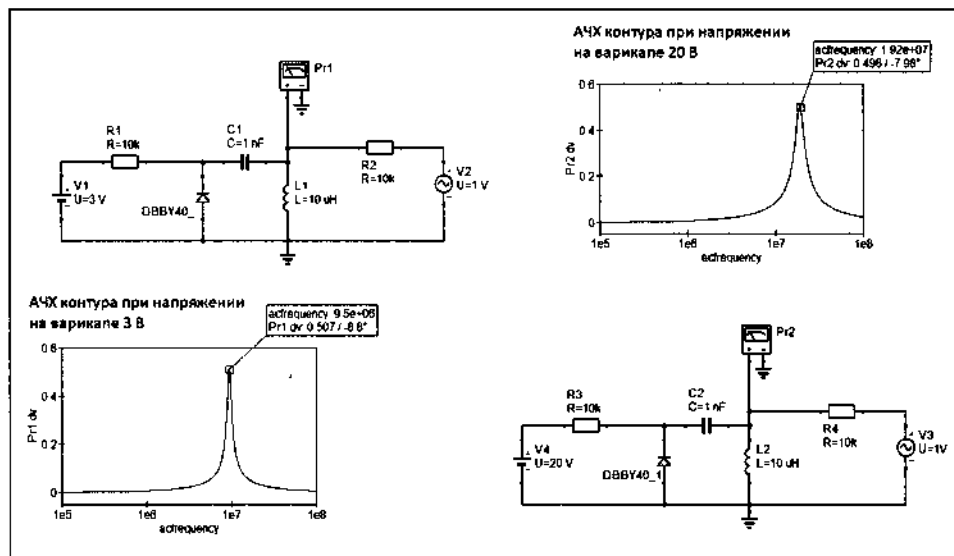 Pr1
R1
R=10k
C1
C=1 nF
V1
U=3 V
DBBY40_
L1
L=10 uH
R2
R=10k
V2
U=1 V
АЧХ контура при напряжении
на варикапе 20 В
acfrequency 1.92e+07
Pr2 dv: 0.496 / -7.98°
Pr2 dv
0.6
0.4
0.2
0
1e5
1e6
1e7
1e8
acfrequency
АЧХ контура при напряжении
на варикапе 3 В
acfrequency 9.5e+06
Pr1 dv: 0.507 / -8.8°
Pr1 dv
0.6
0.4
0.2
0
1e5
1e6
1e7
1e8
acfrequency
Pr2
R3
R=10k
C2
C=1 nF
V4
U=20 V
DBBY40_1
L2
L=10 uH
R4
R=10k
V3
U=1V